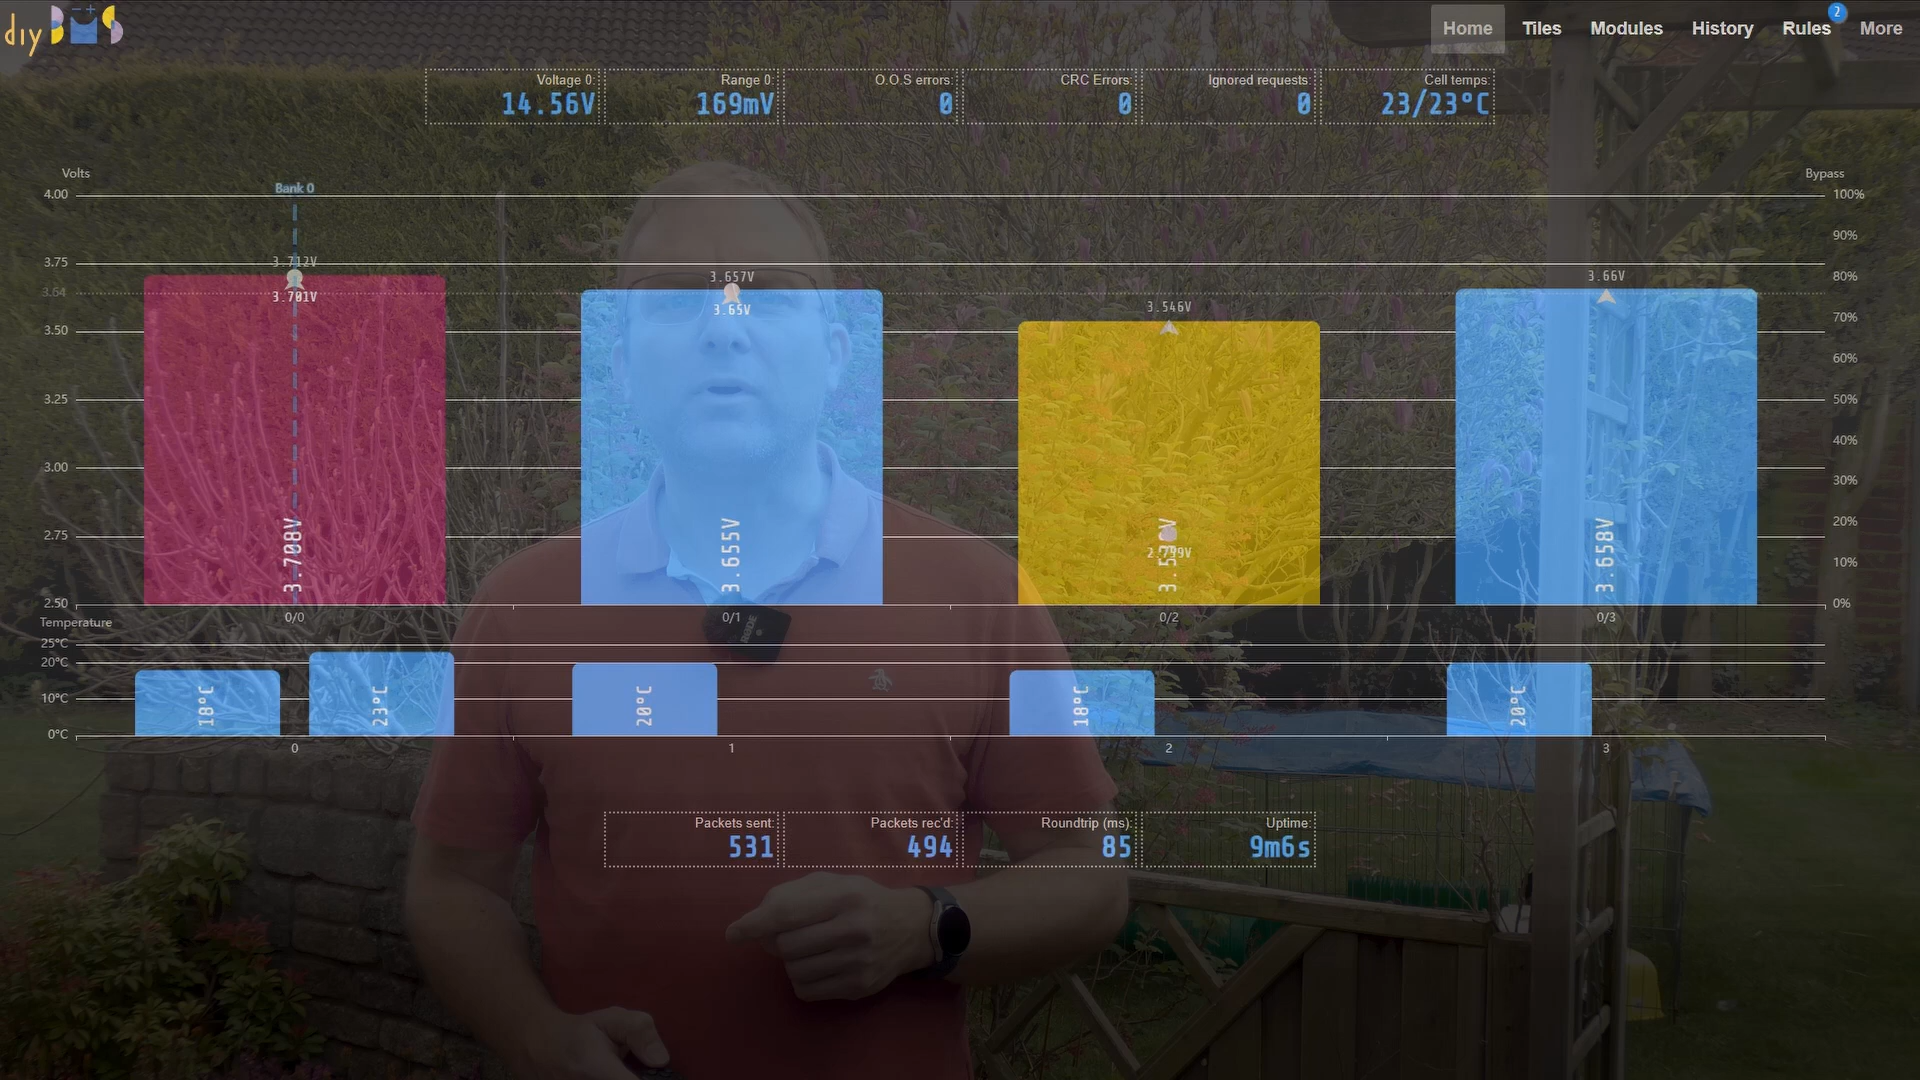 diyBMS
Home Tiles Modules History Rules 2 More
Voltage 0: Range 0: O.O.S errors: CRC Errors: Ignored requests: Cell temps:
14.56V 169mV 0 0 0 23/23°C
Volts Bypass
Bank 0
4.00 100%
90%
3.75 3.712V 3.657V 3.66V 80%
3.64 3.701V 3.65V 3.546V
3.50 70%
60%
3.25 50%
40%
3.00 30%
20%
2.75
3.708V 3.655V 3.658V 10%
2.50 0%
0/0 0/1 0/2 0/3
Temperature
25°C
20°C
10°C
0°C
18°C 23°C 20°C 18°C 20°C
0 1 2 3
RØDE
Packets sent: Packets rec'd: Roundtrip (ms): Uptime:
531 494 85 9m6s